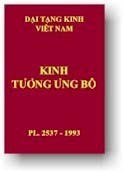 ĐẠI TẠNG KINH
VIỆT NAM
KINH
TƯƠNG ƯNG BỘ
PL. 2537 - 1993